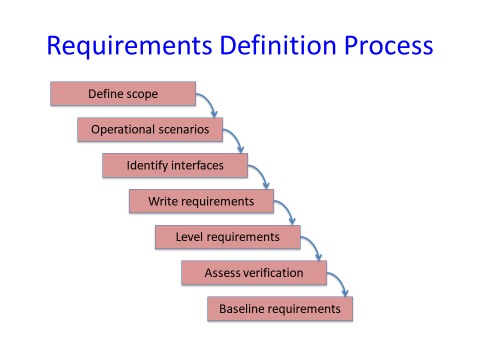 Requirements Definition Process
Define scope
Operational scenarios
Identify interfaces
Write requirements
Level requirements
Assess verification
Baseline requirements